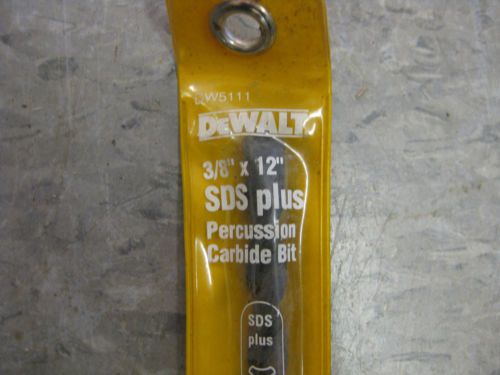 DW5111
DEWALT
3/8" x 12"
SDS plus
Percussion
Carbide Bit
SDS
plus